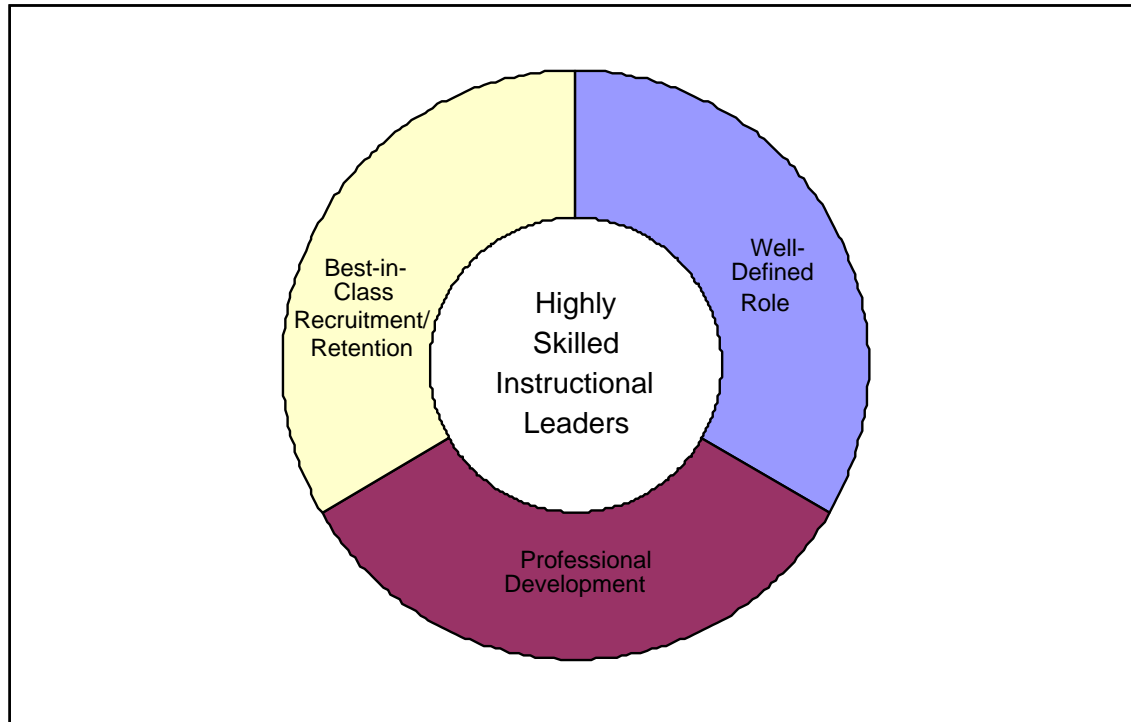 Best-in-
Class
Recruitment/
Retention
Highly
Skilled
Instructional
Leaders
Well-
Defined
Role
Professional
Development